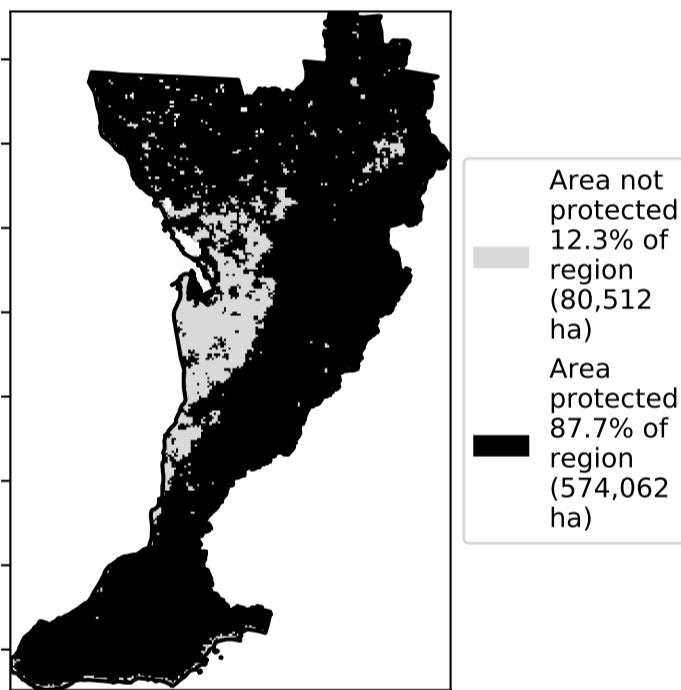 Area not
protected
12.3% of
region
(80,512
ha)
Area
protected
87.7% of
region
(574,062
ha)